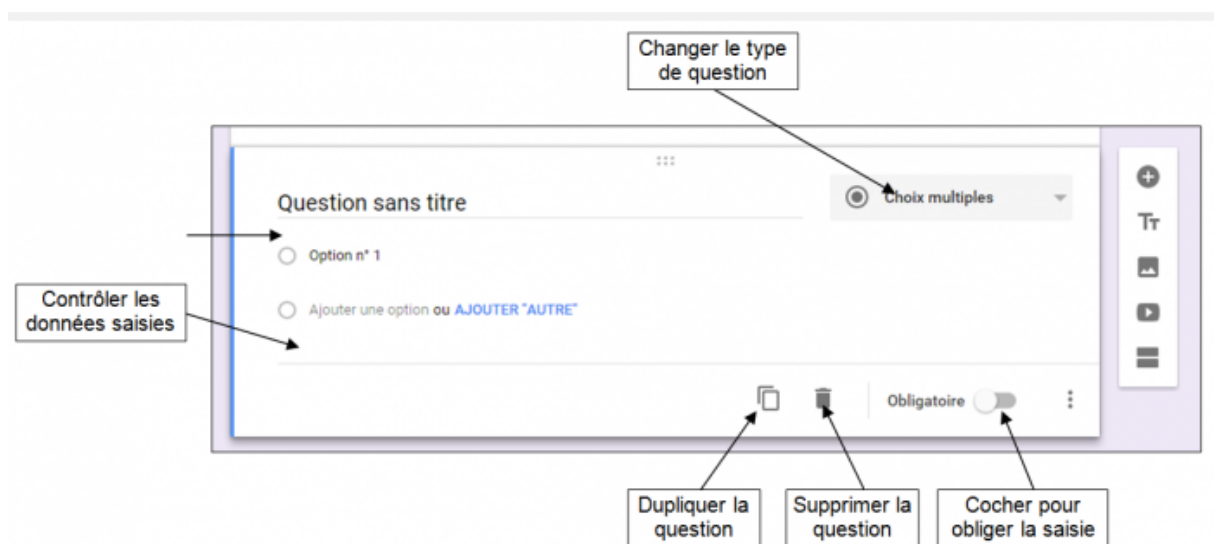 Changer le type
de question
Question sans titre
Choix multiples
Option n° 1
Contrôler les
données saisies
Ajouter une option ou AJOUTER "AUTRE"
Obligatoire
Dupliquer la
question
Supprimer la
question
Cocher pour
obliger la saisie